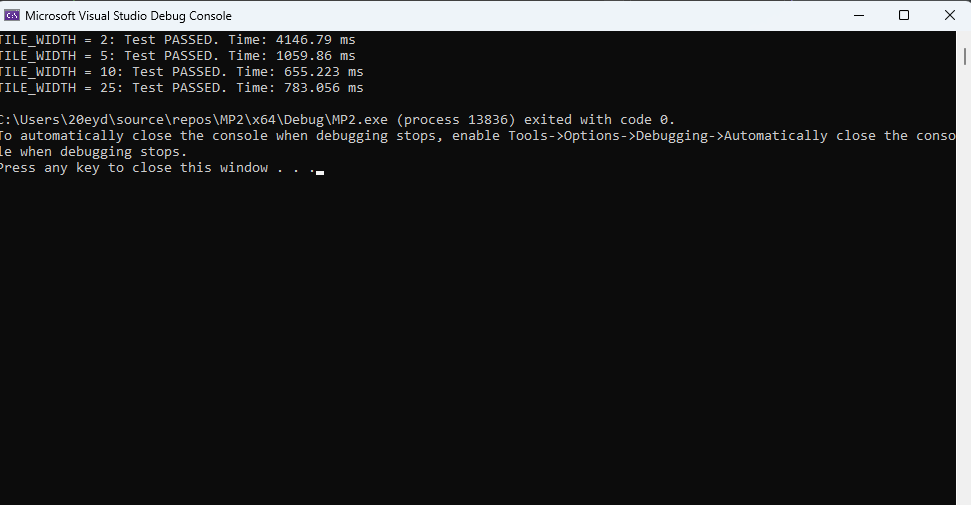 Microsoft Visual Studio Debug Console
TILE_WIDTH = 2: Test PASSED. Time: 4146.79 ms
TILE_WIDTH = 5: Test PASSED. Time: 1059.86 ms
TILE_WIDTH = 10: Test PASSED. Time: 655.223 ms
TILE_WIDTH = 25: Test PASSED. Time: 783.056 ms
C:\Users\20eyd\source\repos\MP2\x64\Debug\MP2.exe (process 13836) exited with code 0.
To automatically close the console when debugging stops, enable Tools->Options->Debugging->Automatically close the conso
le when debugging stops.
Press any key to close this window . . .